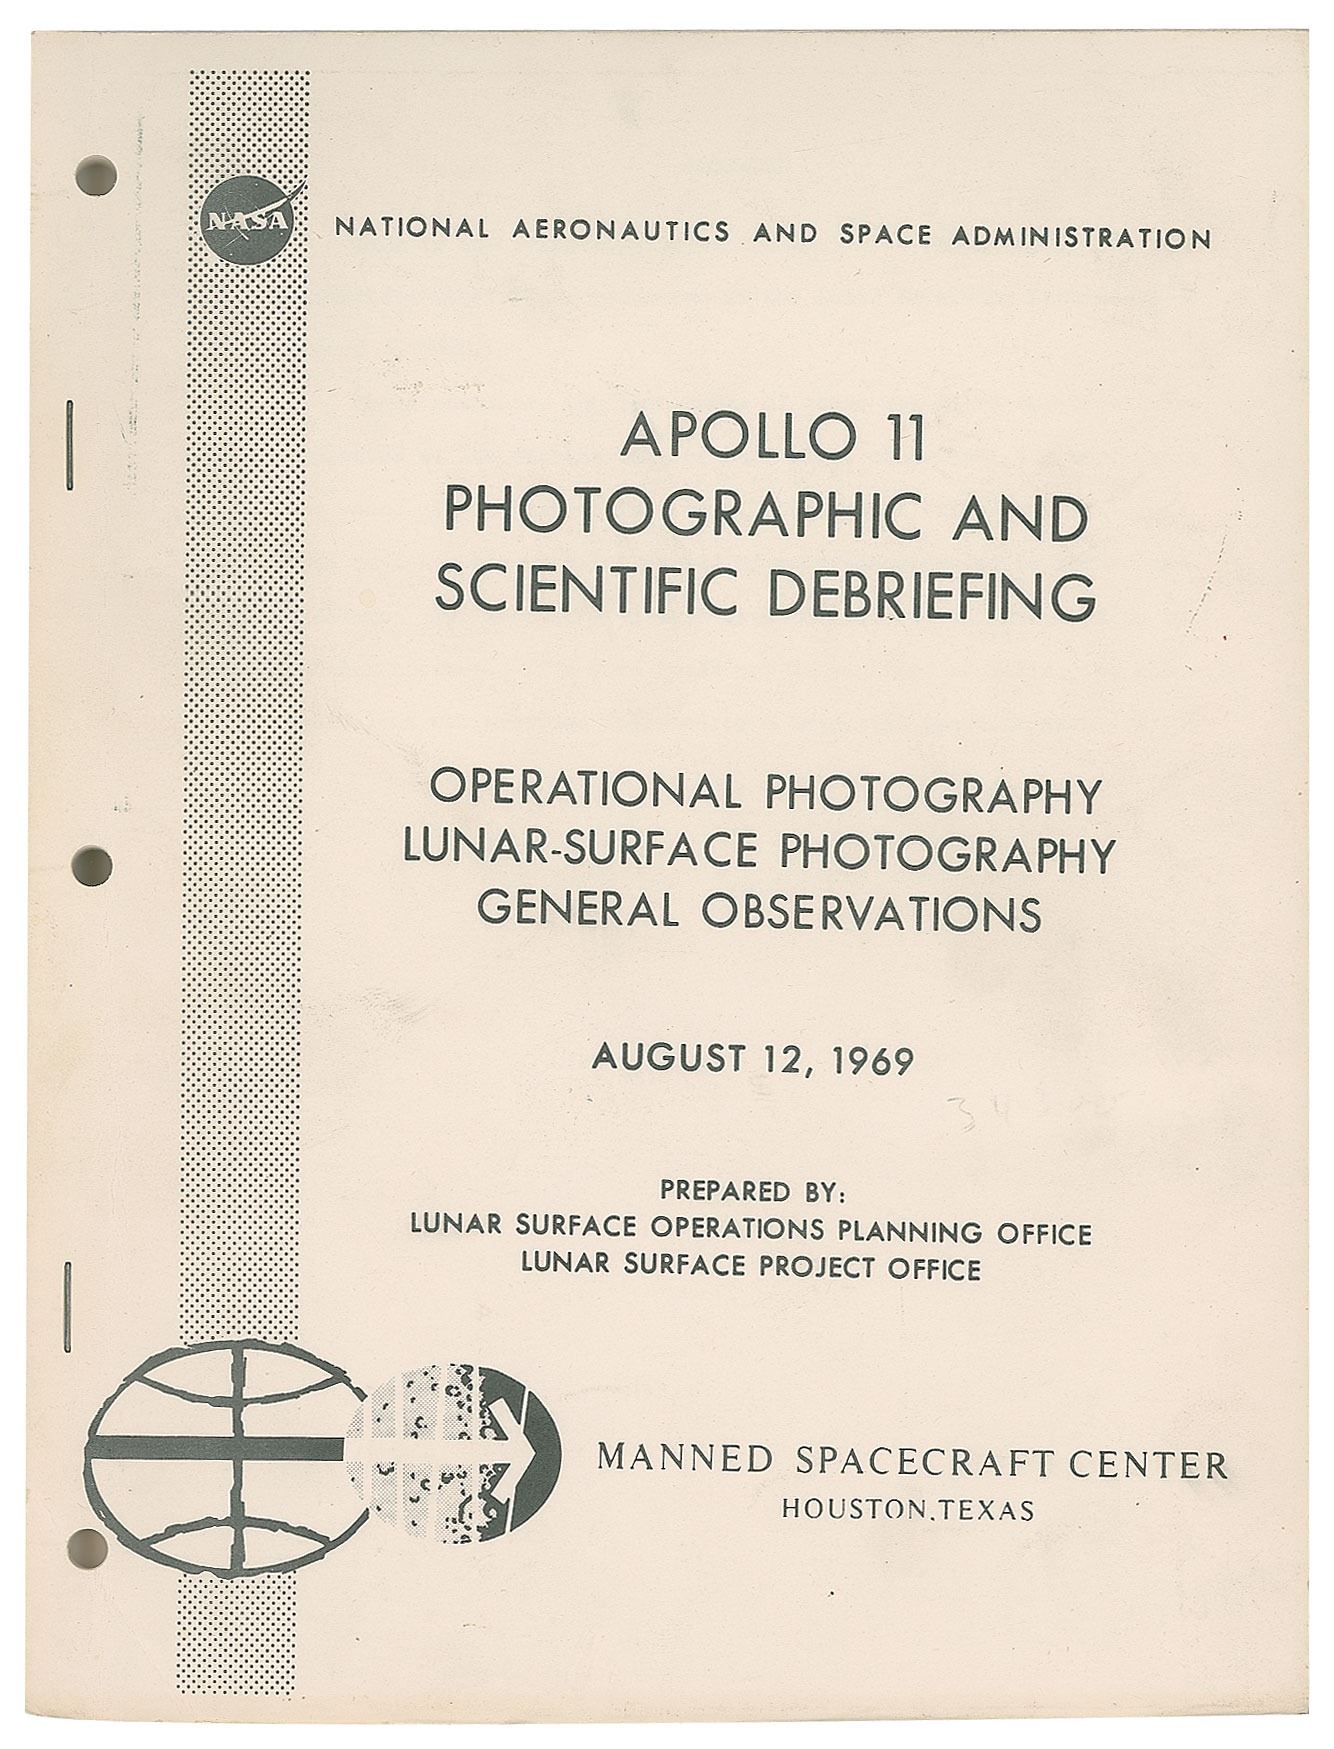 NASA
NATIONAL AERONAUTICS AND SPACE ADMINISTRATION
APOLLO 11
PHOTOGRAPHIC AND
SCIENTIFIC DEBRIEFING
OPERATIONAL PHOTOGRAPHY
LUNAR-SURFACE PHOTOGRAPHY
GENERAL OBSERVATIONS
AUGUST 12, 1969
34
PREPARED BY:
LUNAR SURFACE OPERATIONS PLANNING OFFICE
LUNAR SURFACE PROJECT OFFICE
MANNED SPACECRAFT CENTER
HOUSTON, TEXAS